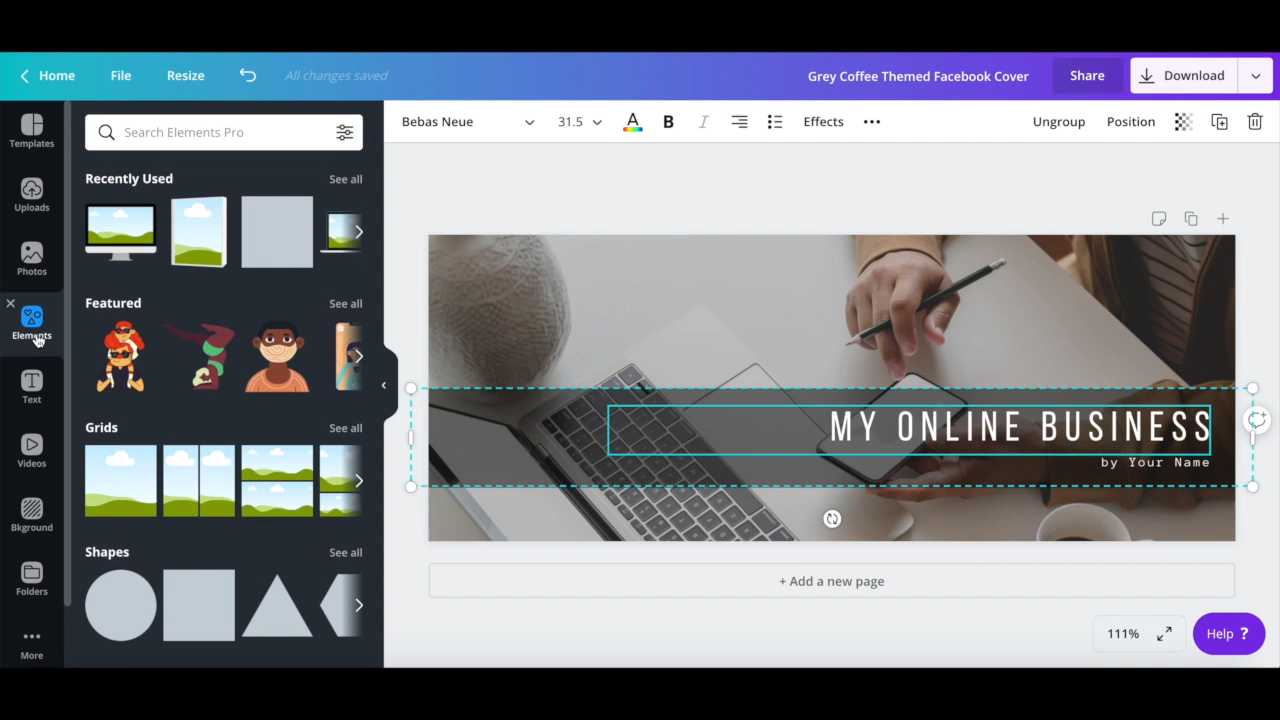 Home File Resize All changes saved Grey Coffee Themed Facebook Cover Share Download
Templates
Uploads
Photos
Elements
Text
Videos
Bkground
Folders
More
Search Elements Pro
Recently Used See all
Featured See all
Grids See all
Shapes See all
Bebas Neue 31.5 A B I Effects Ungroup Position
MY ONLINE BUSINESS
by Your Name
+ Add a new page
111% Help ?